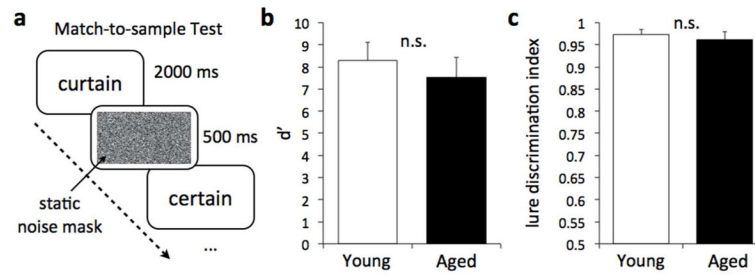 a
Match-to-sample Test
curtain
2000 ms
500 ms
certain
static
noise mask
...
b
10
9
8
7
6
5
4
3
2
1
0
d'
n.s.
Young
Aged
c
1
0.95
0.9
0.85
0.8
0.75
0.7
0.65
0.6
0.55
0.5
lure discrimination index
n.s.
Young
Aged